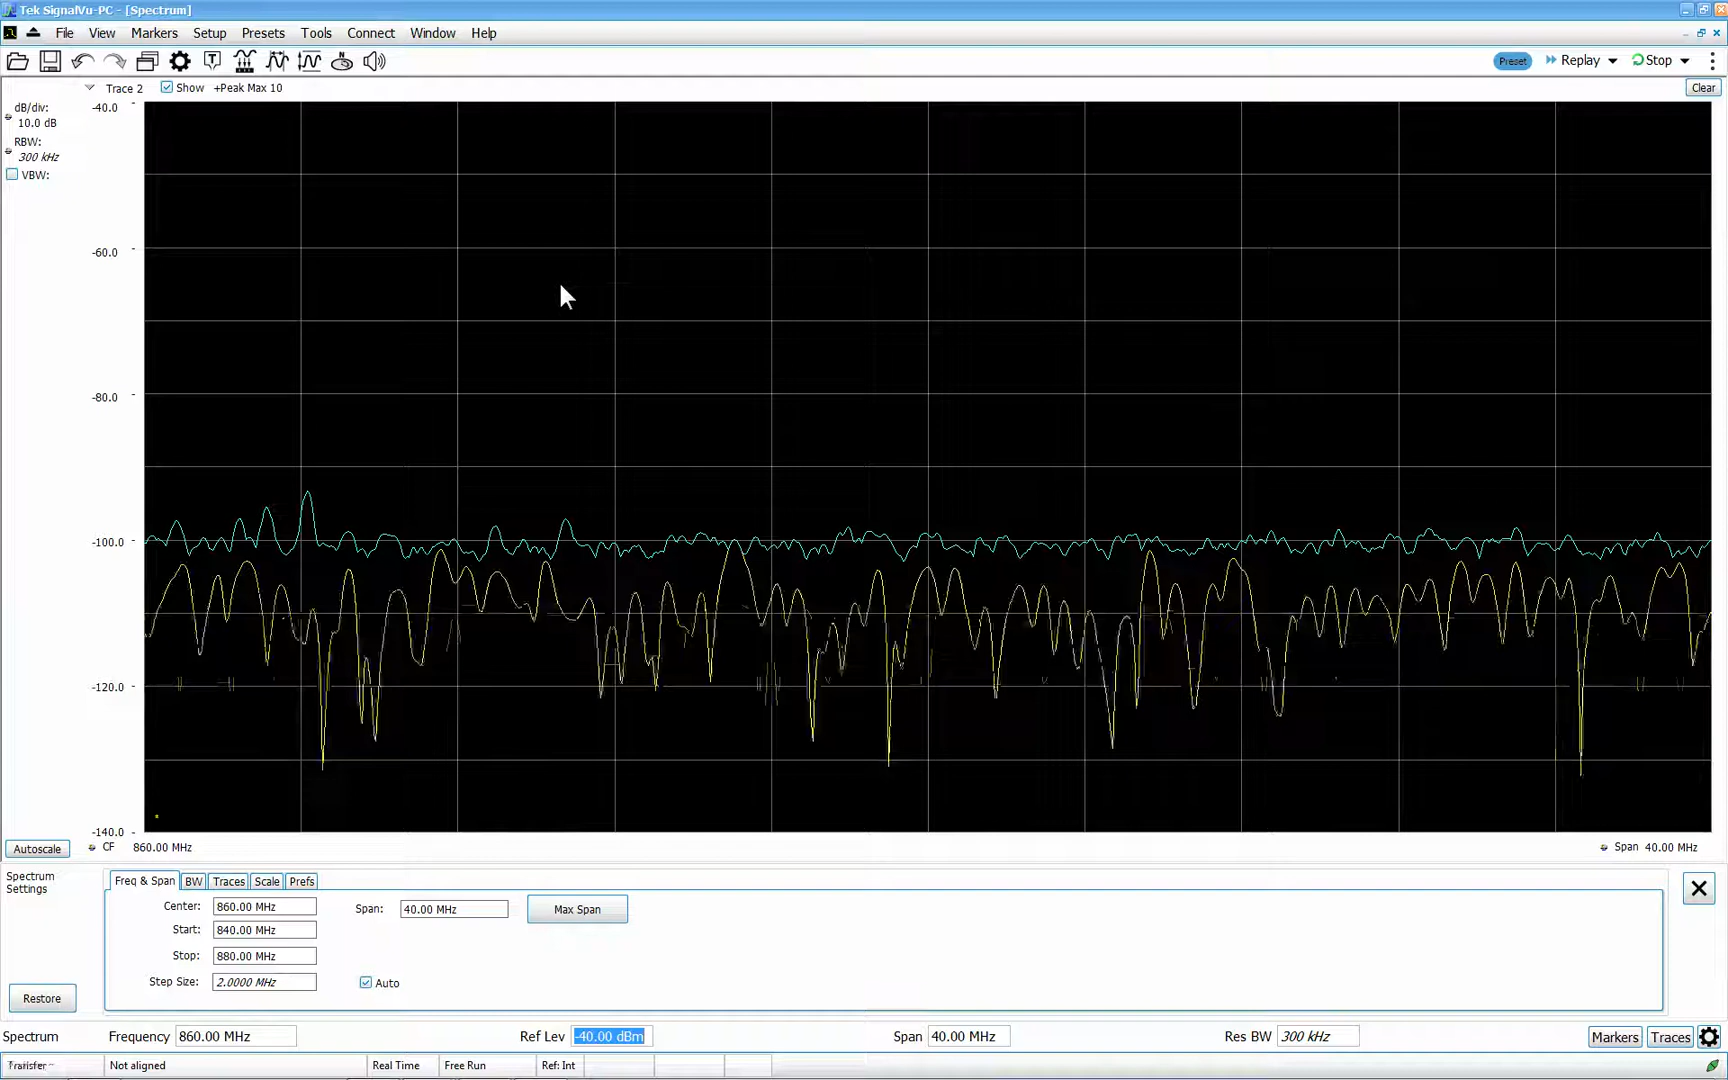 Tek SignalVu-PC - [Spectrum]
File View Markers Setup Presets Tools Connect Window Help
Preset Replay Stop
Trace 2 Show +Peak Max 10 Clear
dB/div:
10.0 dB
RBW:
300 kHz
VBW:
-40.0
-60.0
-80.0
-100.0
-120.0
-140.0
Autoscale CF 860.00 MHz Span 40.00 MHz
Spectrum
Settings
Freq & Span BW Traces Scale Prefs
Center: 860.00 MHz Span: 40.00 MHz Max Span
Start: 840.00 MHz
Stop: 880.00 MHz
Step Size: 2.0000 MHz Auto
Restore
Spectrum Frequency 860.00 MHz Ref Lev -40.00 dBm Span 40.00 MHz Res BW 300 kHz Markers Traces
Transfer Not aligned Real Time Free Run Ref: Int